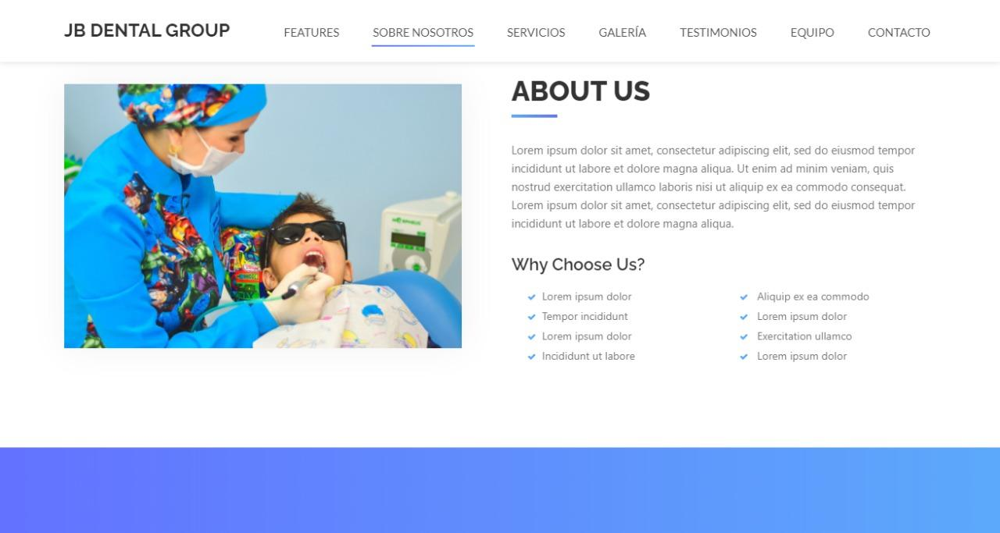 JB DENTAL GROUP
FEATURES
SOBRE NOSOTROS
SERVICIOS
GALERÍA
TESTIMONIOS
EQUIPO
CONTACTO
ABOUT US
Lorem ipsum dolor sit amet, consectetur adipiscing elit, sed do eiusmod tempor
incididunt ut labore et dolore magna aliqua. Ut enim ad minim veniam, quis
nostrud exercitation ullamco laboris nisi ut aliquip ex ea commodo consequat.
Lorem ipsum dolor sit amet, consectetur adipiscing elit, sed do eiusmod tempor
incididunt ut labore et dolore magna aliqua.
Why Choose Us?
Lorem ipsum dolor
Tempor incididunt
Lorem ipsum dolor
Incididunt ut labore
Aliquip ex ea commodo
Lorem ipsum dolor
Exercitation ullamco
Lorem ipsum dolor